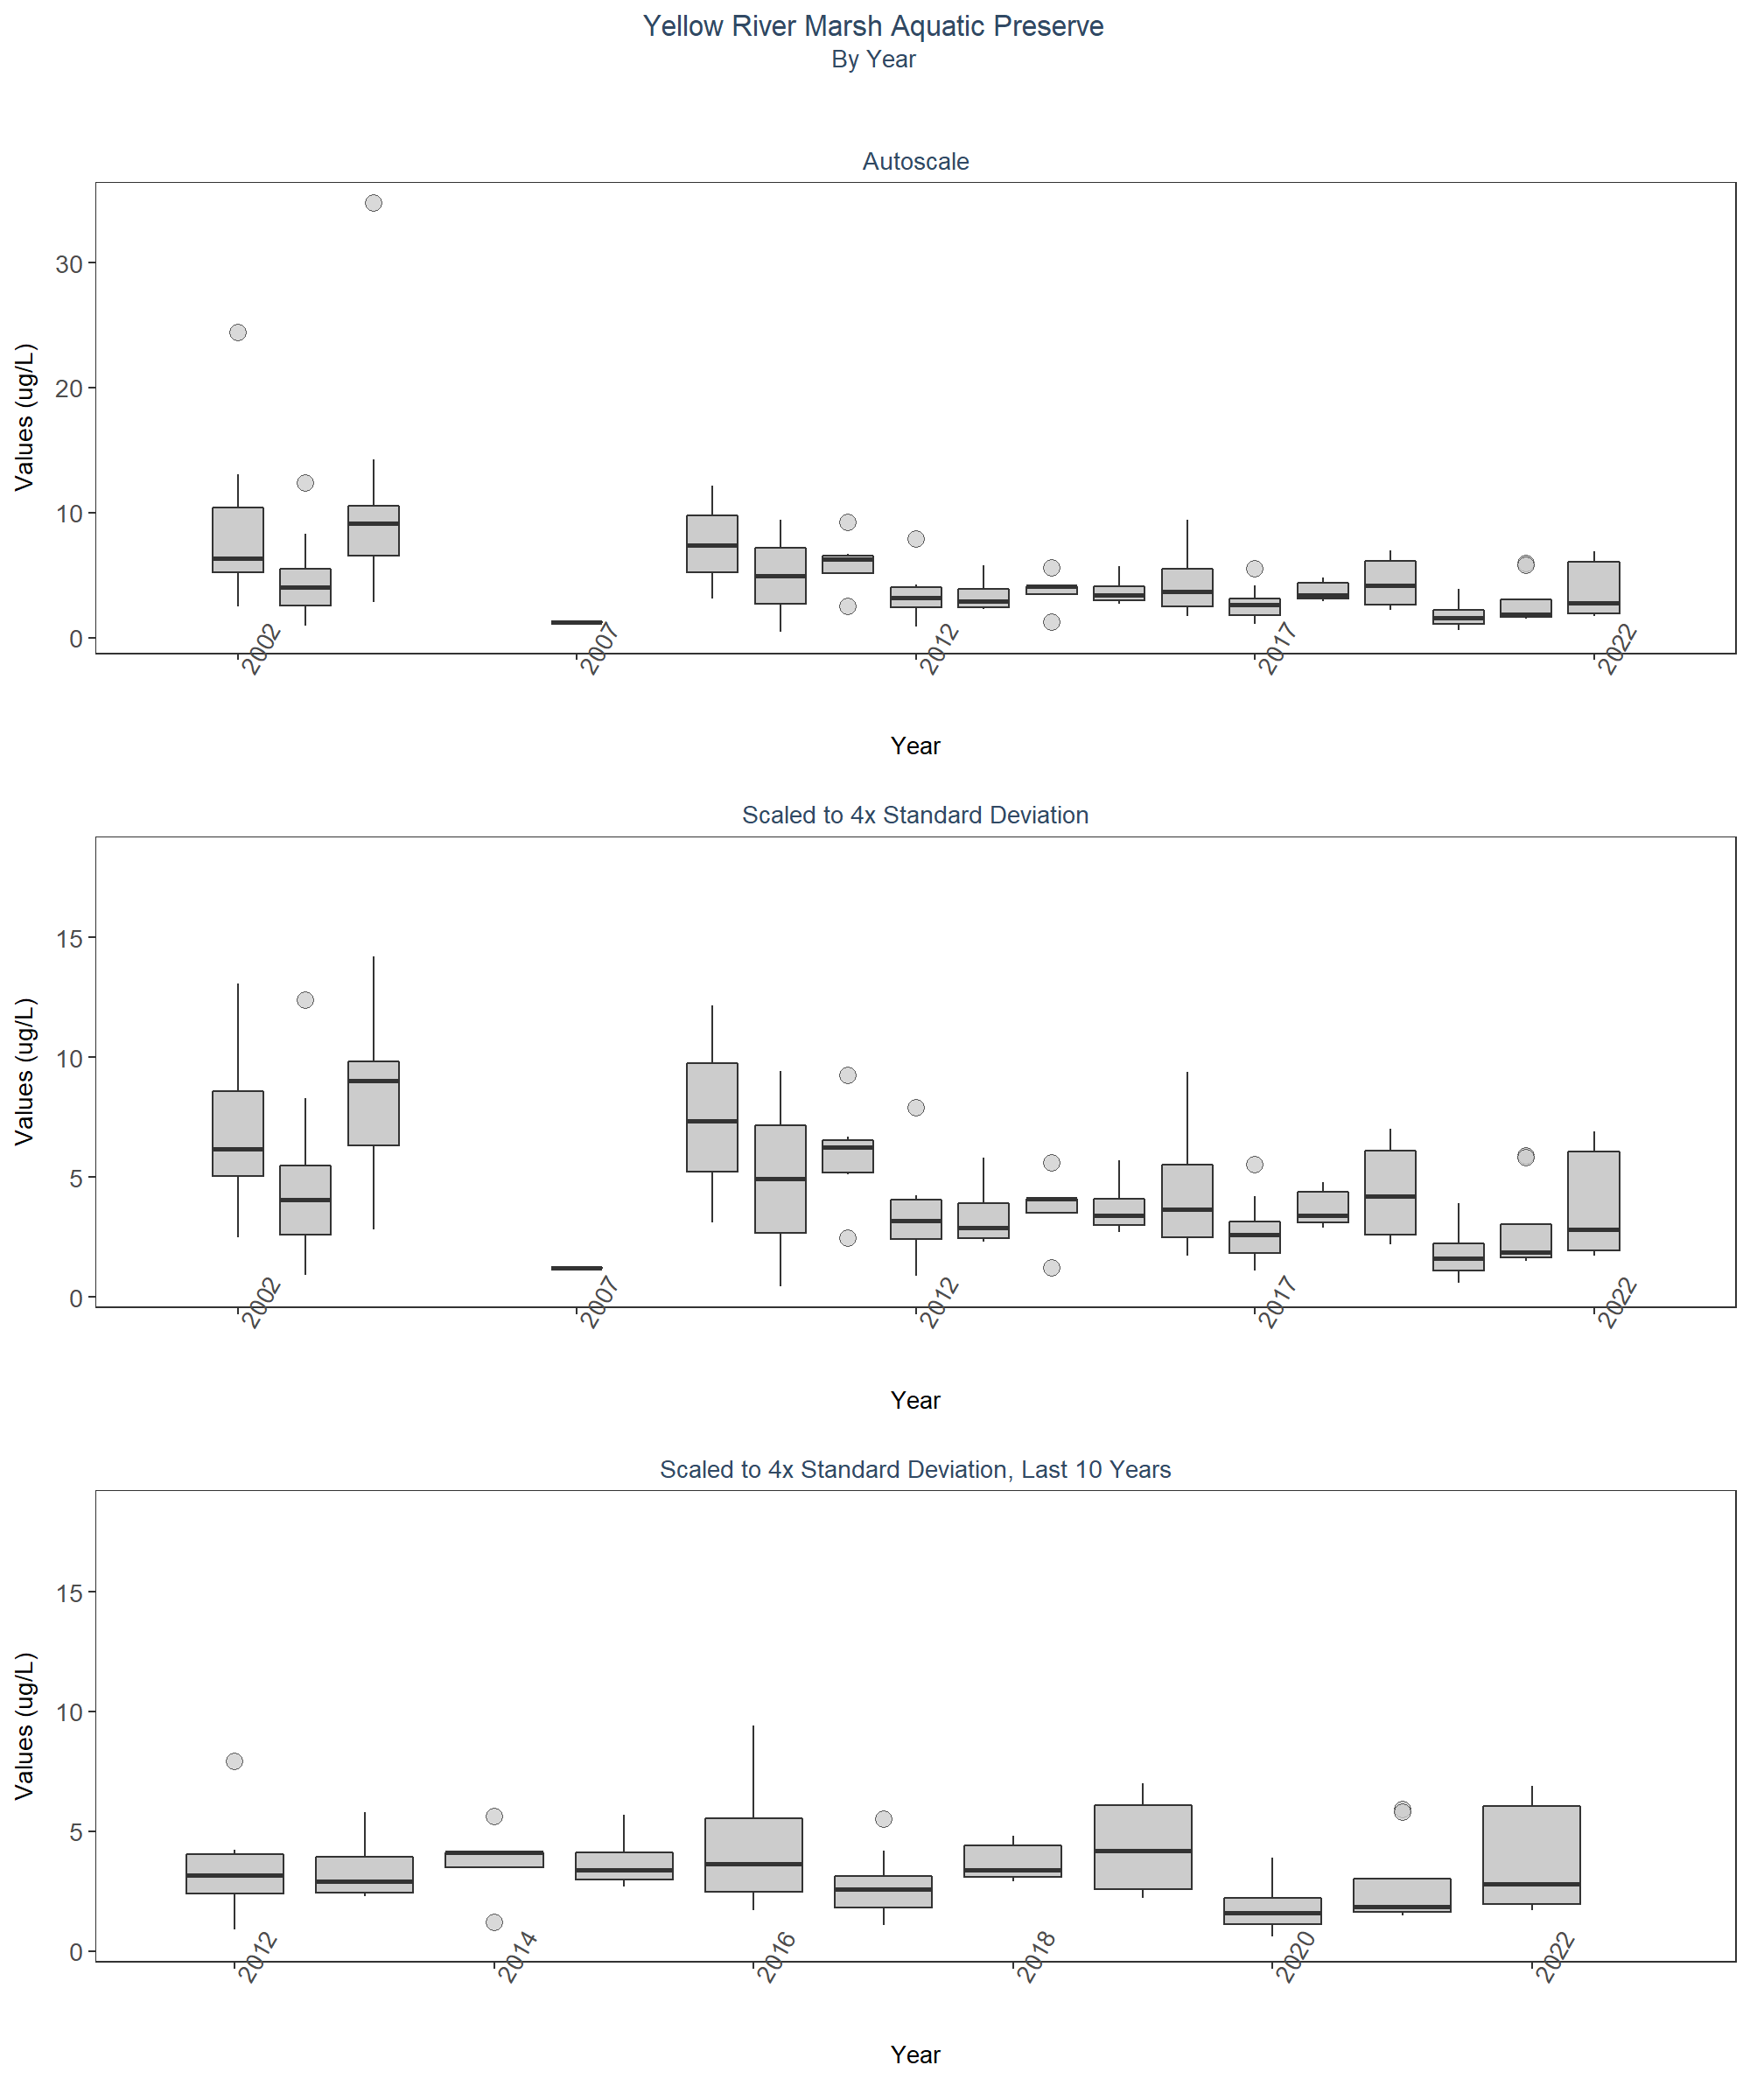 Yellow River Marsh Aquatic Preserve
By Year
Autoscale
Values (ug/L)
30
20
10
0
2002
2007
2012
2017
2022
Year
Scaled to 4x Standard Deviation
Values (ug/L)
15
10
5
0
2002
2007
2012
2017
2022
Year
Scaled to 4x Standard Deviation, Last 10 Years
Values (ug/L)
15
10
5
0
2012
2014
2016
2018
2020
2022
Year